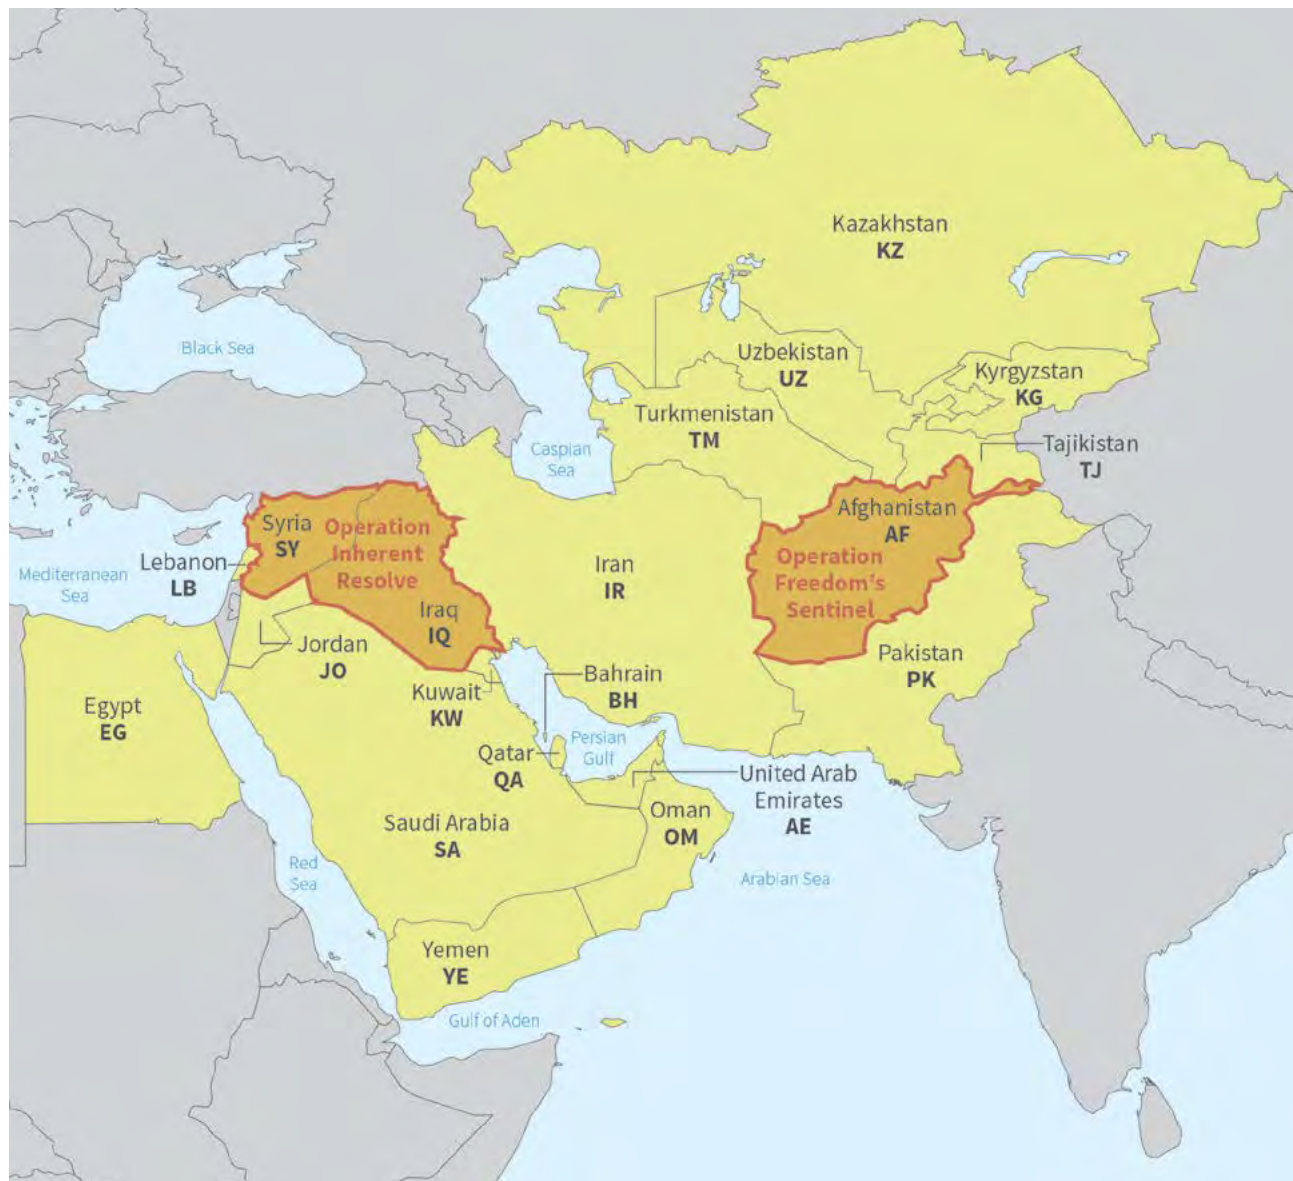 Kazakhstan
KZ
Black Sea
Uzbekistan
UZ
Kyrgyzstan
KG
Turkmenistan
TM
Caspian
Sea
Tajikistan
TJ
Syria
SY
Operation
Inherent
Resolve
Afghanistan
AF
Operation
Freedom's
Sentinel
Lebanon
LB
Mediterranean
Sea
Iran
IR
Iraq
IQ
Jordan
JO
Pakistan
PK
Kuwait
KW
Bahrain
BH
Egypt
EG
Persian
Gulf
Qatar
QA
United Arab
Emirates
AE
Saudi Arabia
SA
Oman
OM
Red
Sea
Arabian Sea
Yemen
YE
Gulf of Aden